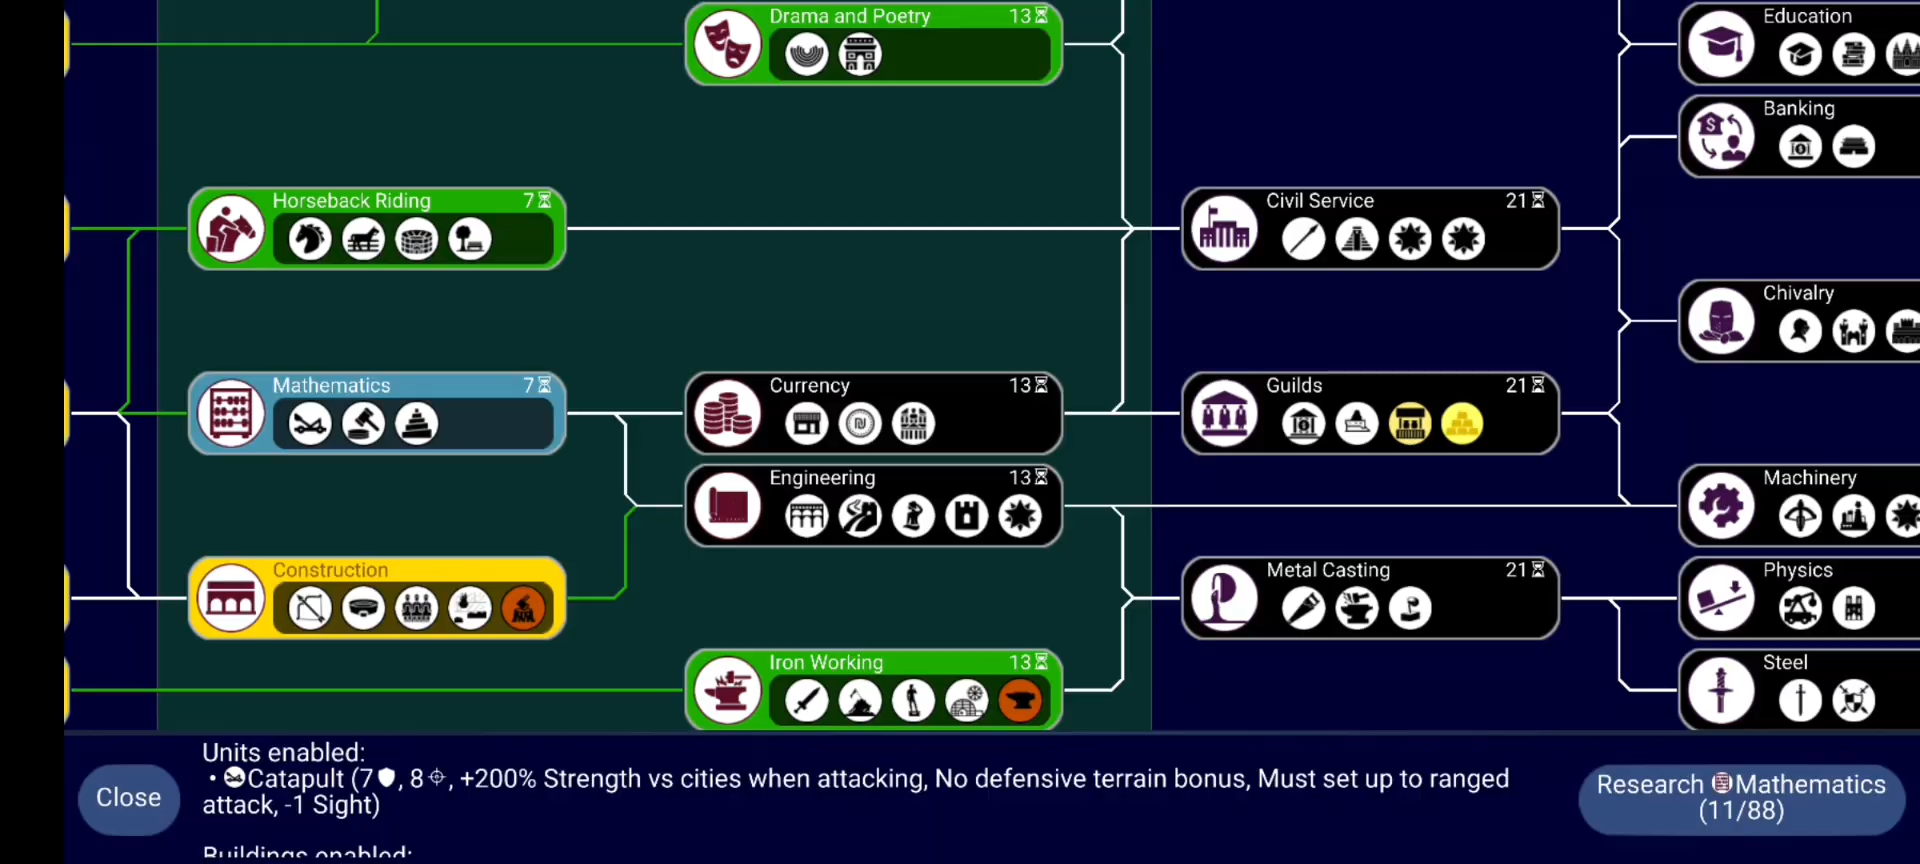 Drama and Poetry 13
Education
Banking
Horseback Riding 7
Civil Service 21
Chivalry
Mathematics 7
Currency 13
Guilds 21
Engineering 13
Machinery
Construction
Metal Casting 21
Physics
Iron Working 13
Steel
Units enabled:
• Catapult (7, 8, +200% Strength vs cities when attacking, No defensive terrain bonus, Must set up to ranged
attack, -1 Sight)
Buildings enabled:
Close
Research Mathematics
(11/88)